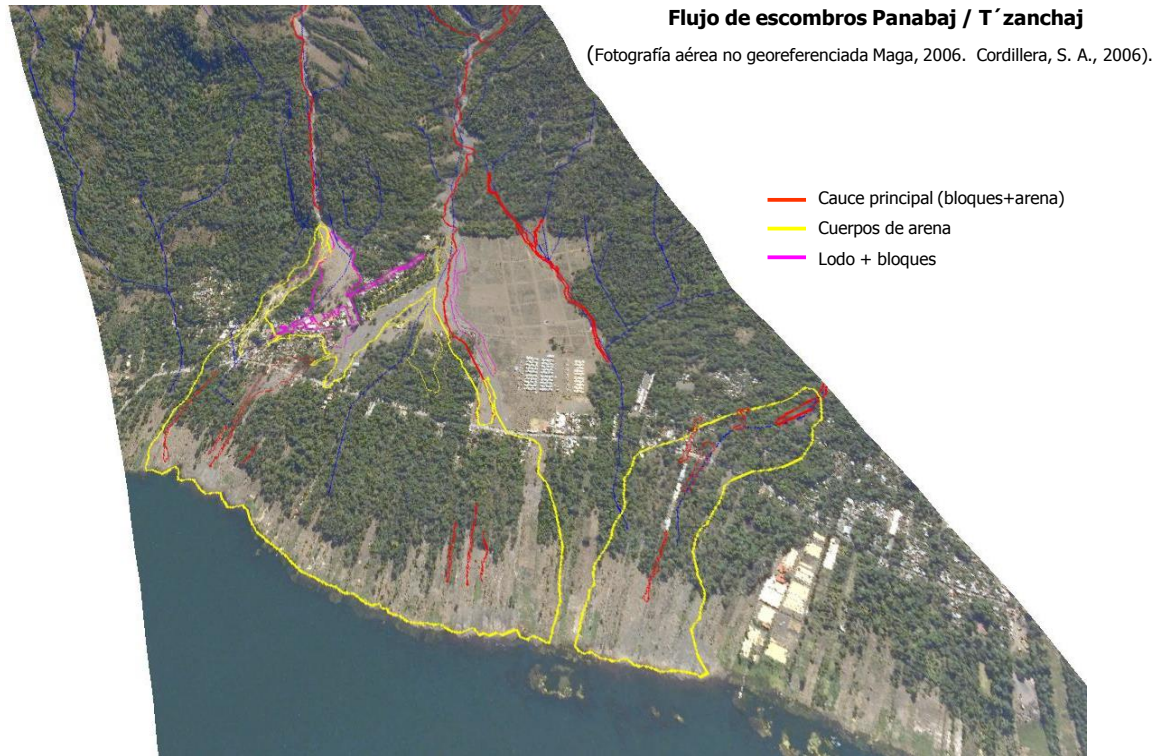 Flujo de escombros Panabaj / T´zanchaj
(Fotografía aérea no georeferenciada Maga, 2006. Cordillera, S. A., 2006).
Cauce principal (bloques+arena)
Cuerpos de arena
Lodo + bloques